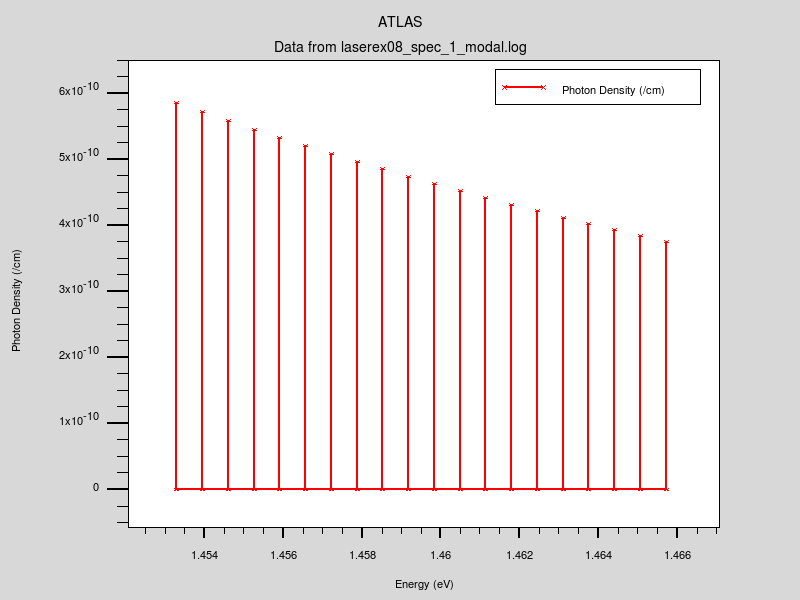 ATLAS
Data from laserex08_spec_1_modal.log
Photon Density (/cm)
6x10-10
5x10-10
4x10-10
3x10-10
2x10-10
1x10-10
0
Photon Density (/cm)
1.454 1.456 1.458 1.46 1.462 1.464 1.466
Energy (eV)